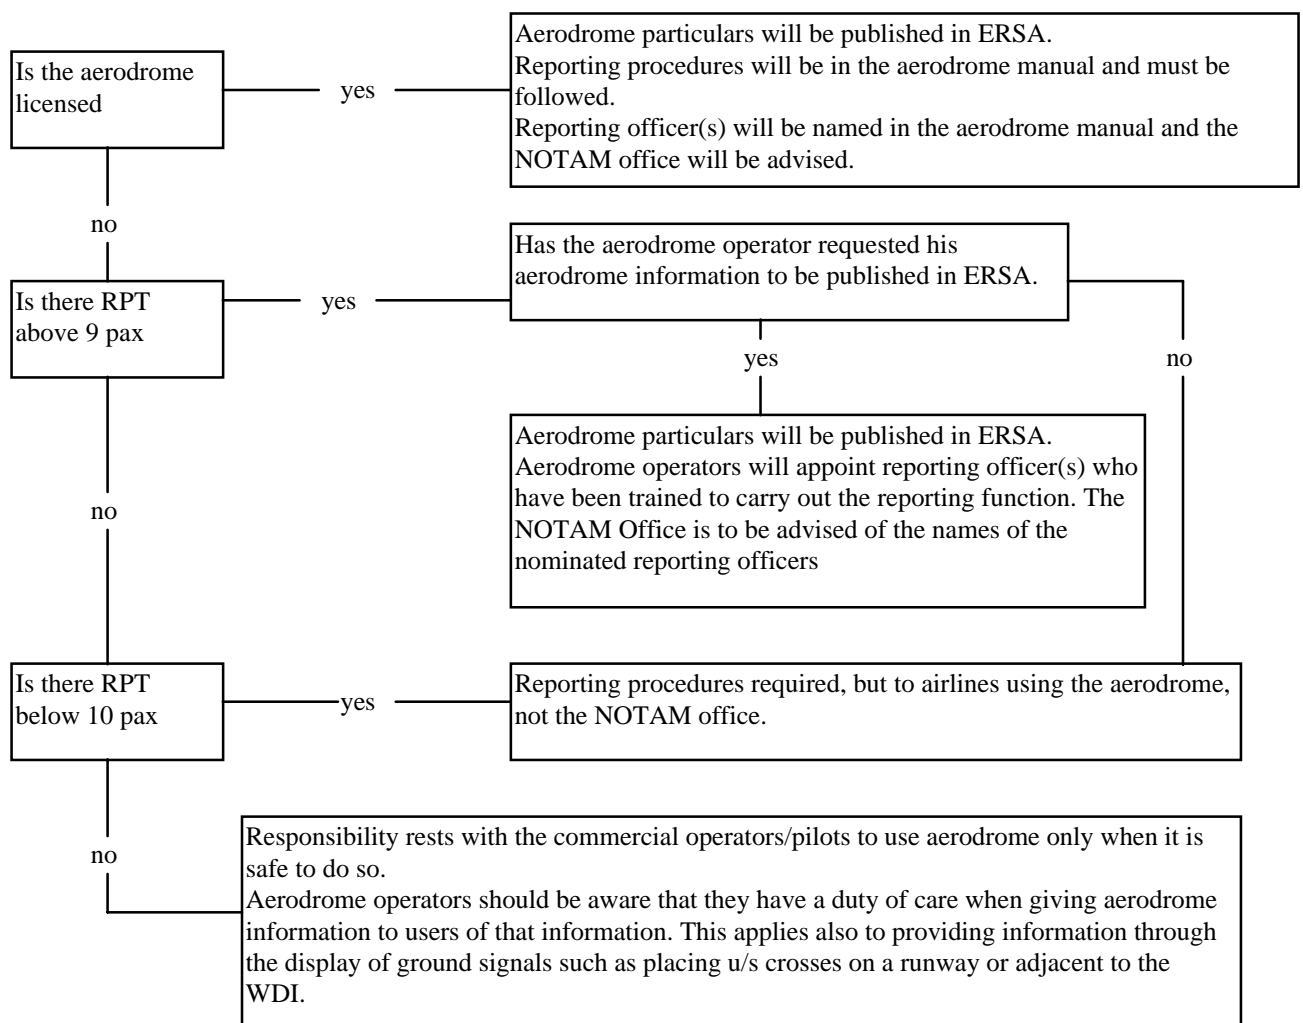 Is the aerodrome
licensed
yes
Aerodrome particulars will be published in ERSA.
Reporting procedures will be in the aerodrome manual and must be
followed.
Reporting officer(s) will be named in the aerodrome manual and the
NOTAM office will be advised.
no
Is there RPT
above 9 pax
yes
Has the aerodrome operator requested his
aerodrome information to be published in ERSA.
yes
no
Aerodrome particulars will be published in ERSA.
Aerodrome operators will appoint reporting officer(s) who
have been trained to carry out the reporting function. The
NOTAM Office is to be advised of the names of the
nominated reporting officers
no
Is there RPT
below 10 pax
yes
Reporting procedures required, but to airlines using the aerodrome,
not the NOTAM office.
no
Responsibility rests with the commercial operators/pilots to use aerodrome only when it is
safe to do so.
Aerodrome operators should be aware that they have a duty of care when giving aerodrome
information to users of that information. This applies also to providing information through
the display of ground signals such as placing u/s crosses on a runway or adjacent to the
WDI.